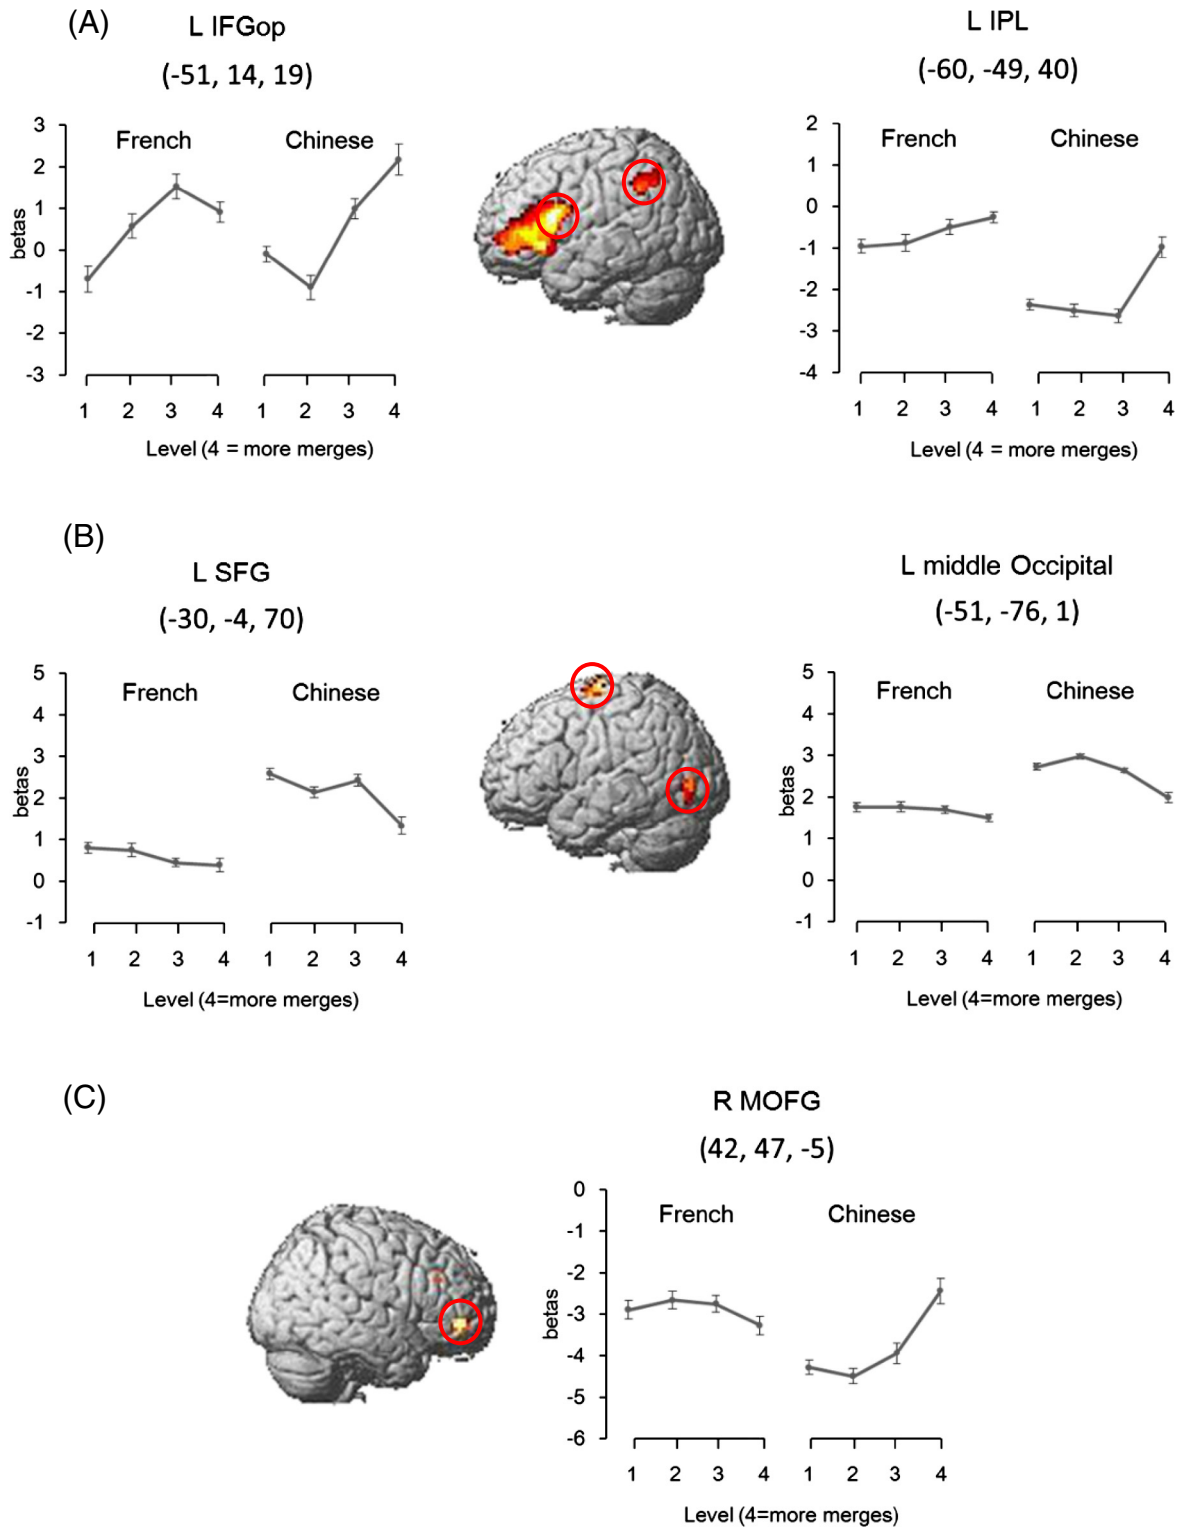 (A)
L IFGop
(-51, 14, 19)
3
2
1
0
-1
-2
-3
betas
French
Chinese
1 2 3 4 1 2 3 4
Level (4 = more merges)
L IPL
(-60, -49, 40)
2
1
0
-1
-2
-3
-4
French
Chinese
1 2 3 4 1 2 3 4
Level (4 = more merges)
(B)
L SFG
(-30, -4, 70)
5
4
3
2
1
0
-1
betas
French
Chinese
1 2 3 4 1 2 3 4
Level (4=more merges)
L middle Occipital
(-51, -76, 1)
5
4
3
2
1
0
-1
betas
French
Chinese
1 2 3 4 1 2 3 4
Level (4=more merges)
(C)
R MOFG
(42, 47, -5)
0
-1
-2
-3
-4
-5
-6
betas
French
Chinese
1 2 3 4 1 2 3 4
Level (4=more merges)